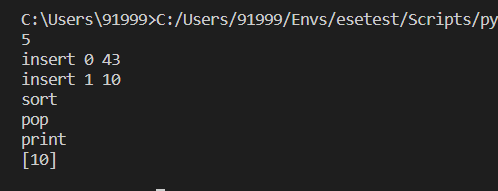 C:\Users\91999>C:/Users/91999/Envs/esetest/Scripts/py
5
insert 0 43
insert 1 10
sort
pop
print
[10]